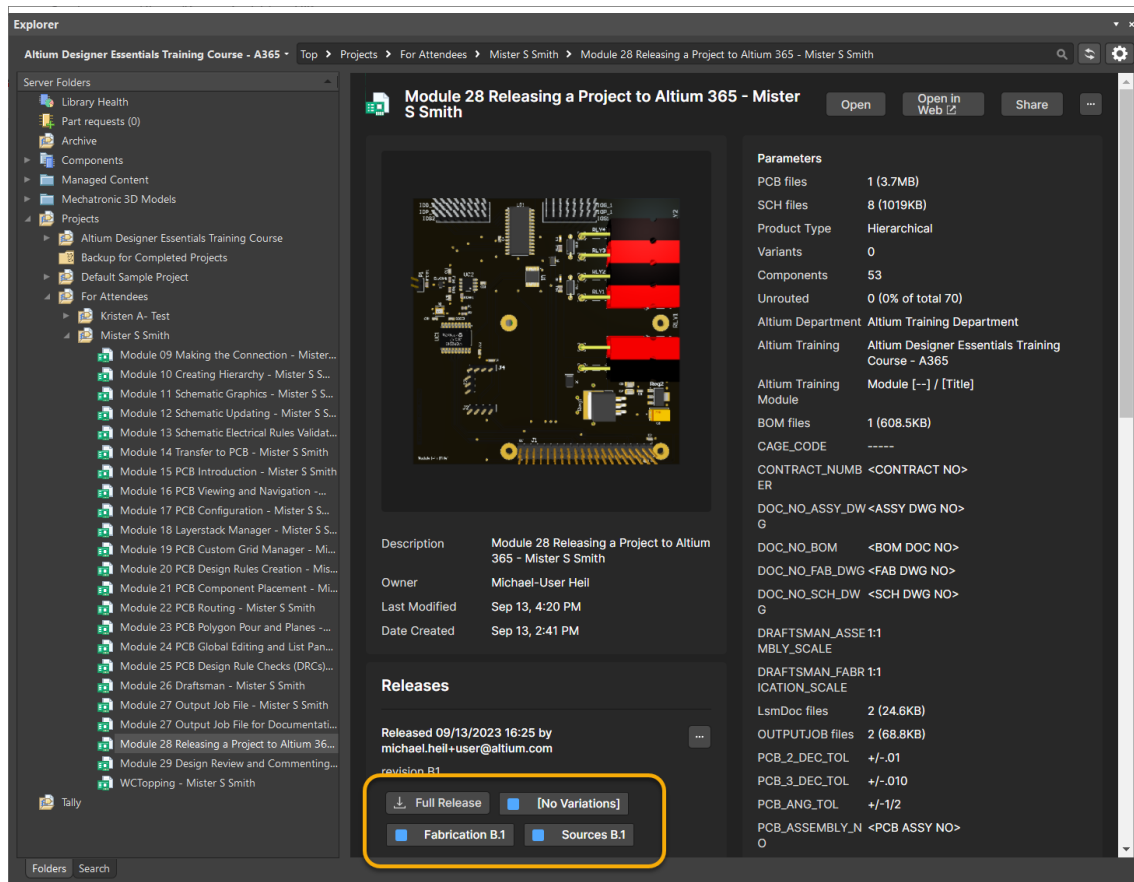 Explorer
Altium Designer Essentials Training Course - A365 Top > Projects > For Attendees > Mister S Smith > Module 28 Releasing a Project to Altium 365 - Mister S Smith
Server Folders
Library Health
Part requests (0)
Archive
Components
Managed Content
Mechatronic 3D Models
Projects
Altium Designer Essentials Training Course
Backup for Completed Projects
Default Sample Project
For Attendees
Kristen A- Test
Mister S Smith
Module 09 Making the Connection - Mister...
Module 10 Creating Hierarchy - Mister S S...
Module 11 Schematic Graphics - Mister S S...
Module 12 Schematic Updating - Mister S S...
Module 13 Schematic Electrical Rules Validat...
Module 14 Transfer to PCB - Mister S Smith
Module 15 PCB Introduction - Mister S Smith
Module 16 PCB Viewing and Navigation -...
Module 17 PCB Configuration - Mister S S...
Module 18 Layerstack Manager - Mister S S...
Module 19 PCB Custom Grid Manager - Mi...
Module 20 PCB Design Rules Creation - Mis...
Module 21 PCB Component Placement - Mi...
Module 22 PCB Routing - Mister S Smith
Module 23 PCB Polygon Pour and Planes -...
Module 24 PCB Global Editing and List Pan...
Module 25 PCB Design Rule Checks (DRCs)...
Module 26 Draftsman - Mister S Smith
Module 27 Output Job File - Mister S Smith
Module 27 Output Job File for Documentati...
Module 28 Releasing a Project to Altium 36...
Module 29 Design Review and Commenting...
WCTopping - Mister S Smith
Tally
Folders Search
Module 28 Releasing a Project to Altium 365 - Mister
S Smith
Open
Open in
Web
Share
...
RLY4
RLY3
RLY2
RLY1
Description Module 28 Releasing a Project to Altium
365 - Mister S Smith
Owner Michael-User Heil
Last Modified Sep 13, 4:20 PM
Date Created Sep 13, 2:41 PM
Releases
Released 09/13/2023 16:25 by
michael.heil+user@altium.com
...
revision B1
Full Release [No Variations]
Fabrication B.1 Sources B.1
Parameters
PCB files 1 (3.7MB)
SCH files 8 (1019KB)
Product Type Hierarchical
Variants 0
Components 53
Unrouted 0 (0% of total 70)
Altium Department Altium Training Department
Altium Training Altium Designer Essentials Training
Course - A365
Altium Training Module [--] / [Title]
Module
BOM files 1 (608.5KB)
CAGE_CODE -----
CONTRACT_NUMB <CONTRACT NO>
ER
DOC_NO_ASSY_DW <ASSY DWG NO>
G
DOC_NO_BOM <BOM DOC NO>
DOC_NO_FAB_DWG <FAB DWG NO>
DOC_NO_SCH_DW <SCH DWG NO>
G
DRAFTSMAN_ASSE 1:1
MBLY_SCALE
DRAFTSMAN_FABR 1:1
ICATION_SCALE
LsmDoc files 2 (24.6KB)
OUTPUTJOB files 2 (68.8KB)
PCB_2_DEC_TOL +/-.01
PCB_3_DEC_TOL +/-.010
PCB_ANG_TOL +/-1/2
PCB_ASSEMBLY_N <PCB ASSY NO>
O